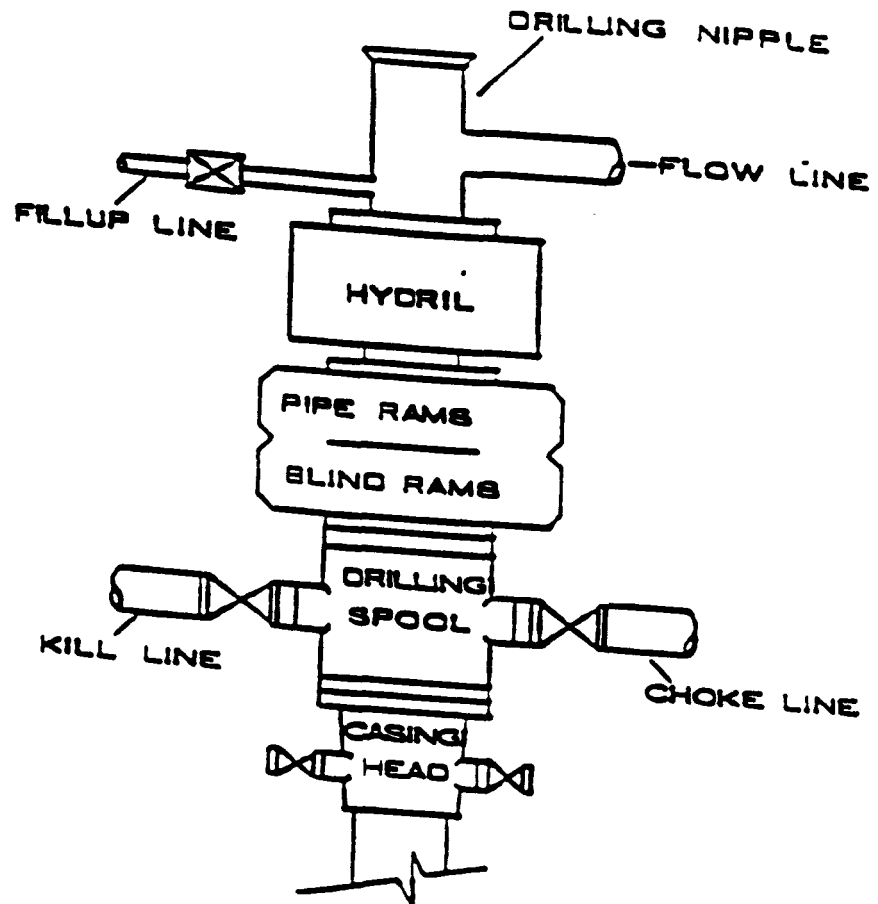 DRILLING NIPPLE
FLOW LINE
FILLUP LINE
HYDRIL
PIPE RAMS
BLIND RAMS
DRILLING
SPOOL
KILL LINE
CHOKE LINE
CASING
HEAD